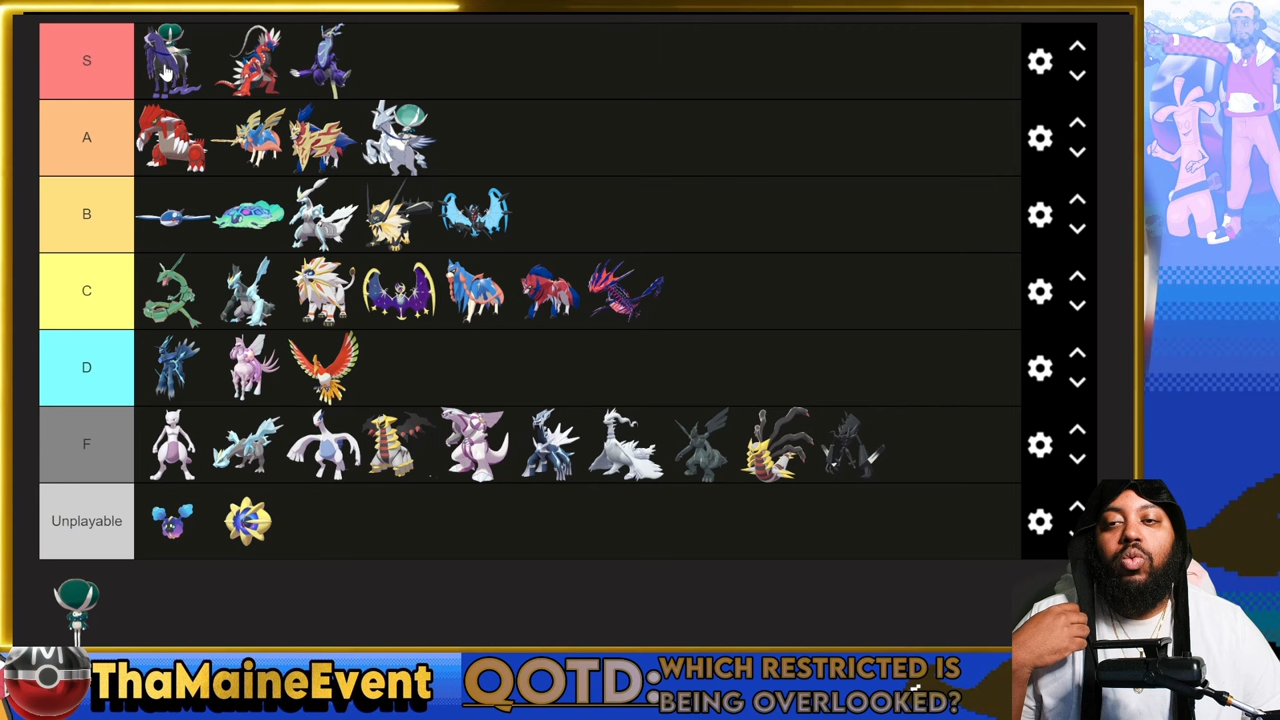 S
A
B
C
D
F
Unplayable
M
ThaMaineEvent
QOTD:
WHICH RESTRICTED IS
BEING OVERLOOKED?